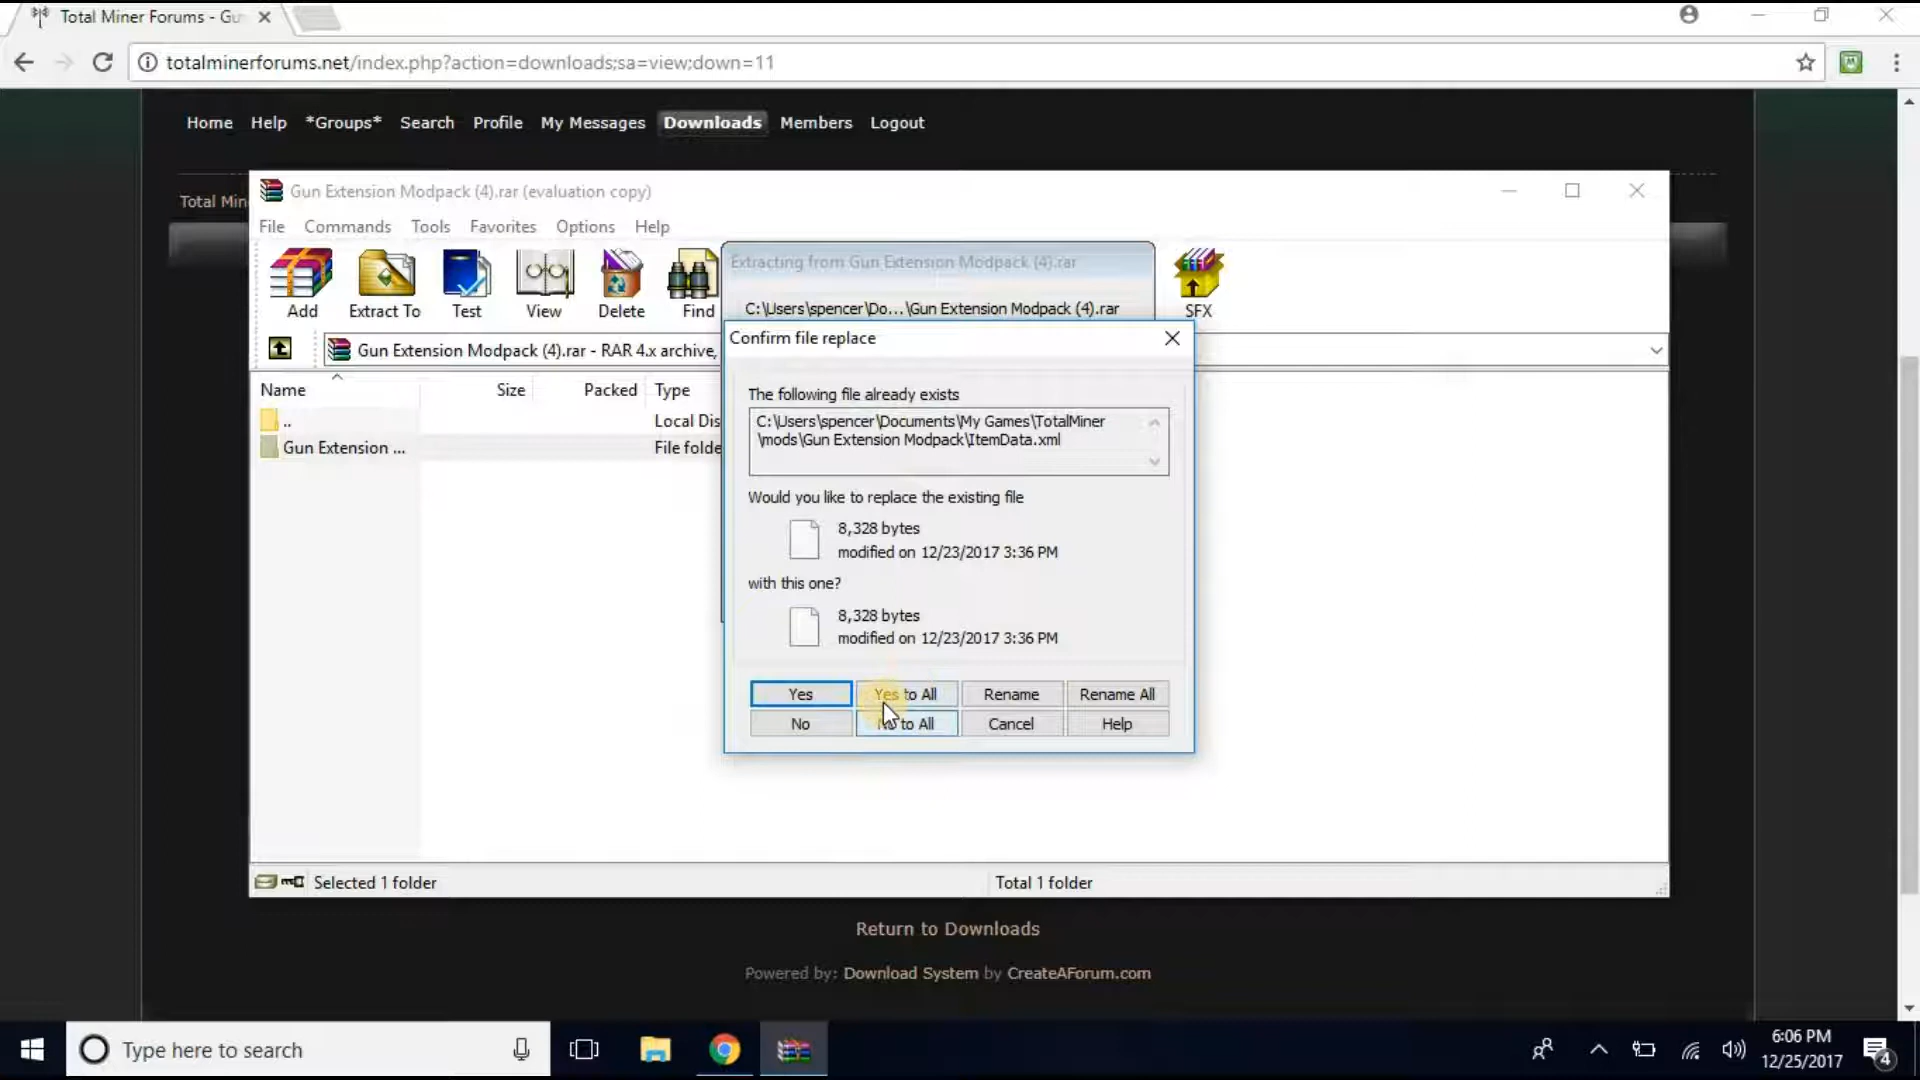 Total Miner Forums - Gu
totalminerforums.net/index.php?action=downloads;sa=view;down=11
Home Help *Groups* Search Profile My Messages Downloads Members Logout
Total Min
Gun Extension Modpack (4).rar (evaluation copy)
File Commands Tools Favorites Options Help
Add Extract To Test View Delete Find SFX
Extracting from Gun Extension Modpack (4).rar
C:\Users\spencer\Do...\Gun Extension Modpack (4).rar
Gun Extension Modpack (4).rar - RAR 4.x archive,
Name Size Packed Type
.. Local Dis
Gun Extension ... File folde
Confirm file replace
The following file already exists
C:\Users\spencer\Documents\My Games\TotalMiner
\mods\Gun Extension Modpack\ItemData.xml
Would you like to replace the existing file
8,328 bytes
modified on 12/23/2017 3:36 PM
with this one?
8,328 bytes
modified on 12/23/2017 3:36 PM
Yes Yes to All Rename Rename All
No No to All Cancel Help
Selected 1 folder Total 1 folder
Return to Downloads
Powered by: Download System by CreateAForum.com
Type here to search
6:06 PM
12/25/2017
4